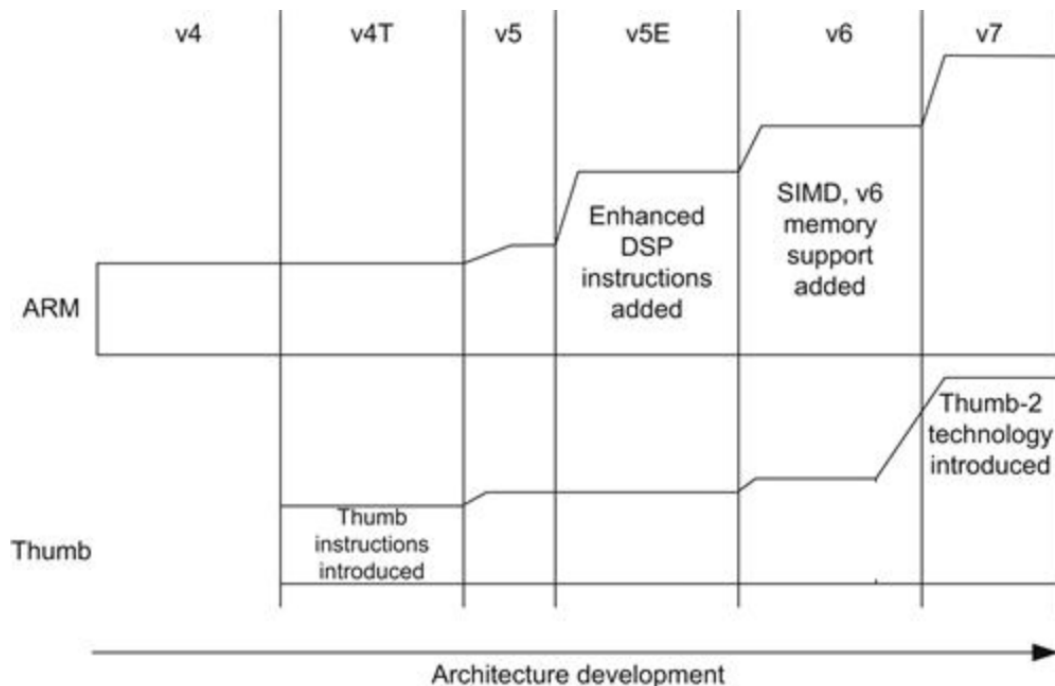 v4 v4T v5 v5E v6 v7
Enhanced
DSP
instructions
added
SIMD, v6
memory
support
added
ARM
Thumb-2
technology
introduced
Thumb
instructions
introduced
Thumb
Architecture development